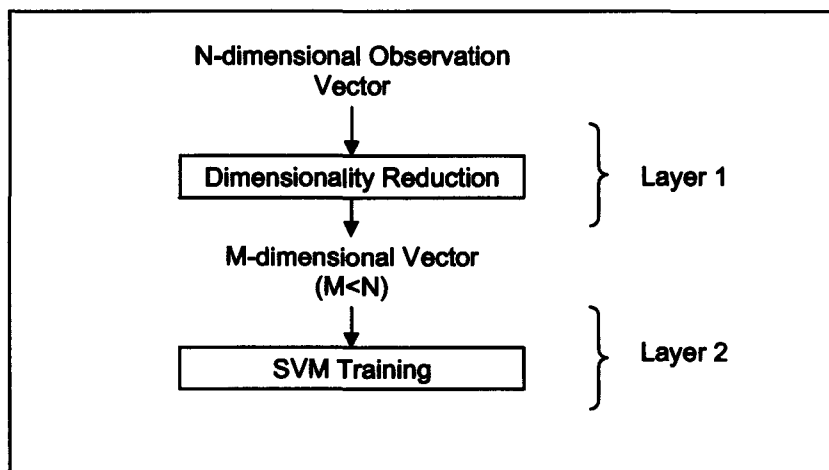 N-dimensional Observation
Vector
Dimensionality Reduction
Layer 1
M-dimensional Vector
(M<N)
SVM Training
Layer 2